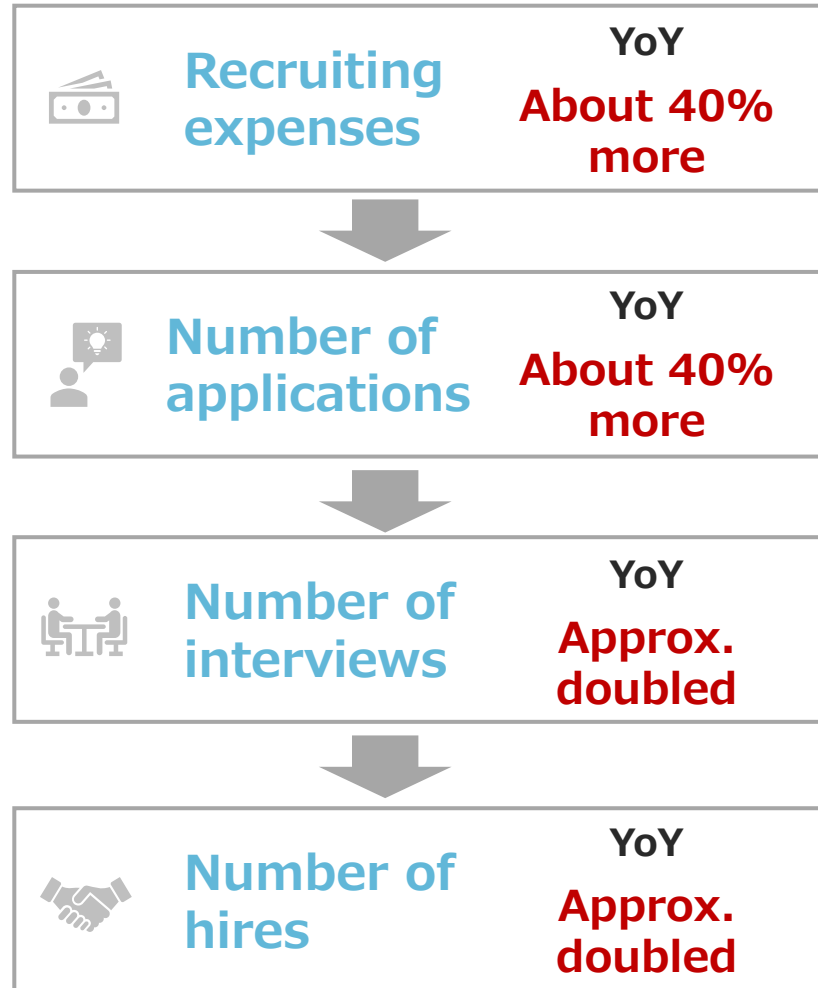 Recruiting
expenses
YoY
About 40%
more
Number of
applications
YoY
About 40%
more
Number of
interviews
YoY
Approx.
doubled
Number of
hires
YoY
Approx.
doubled